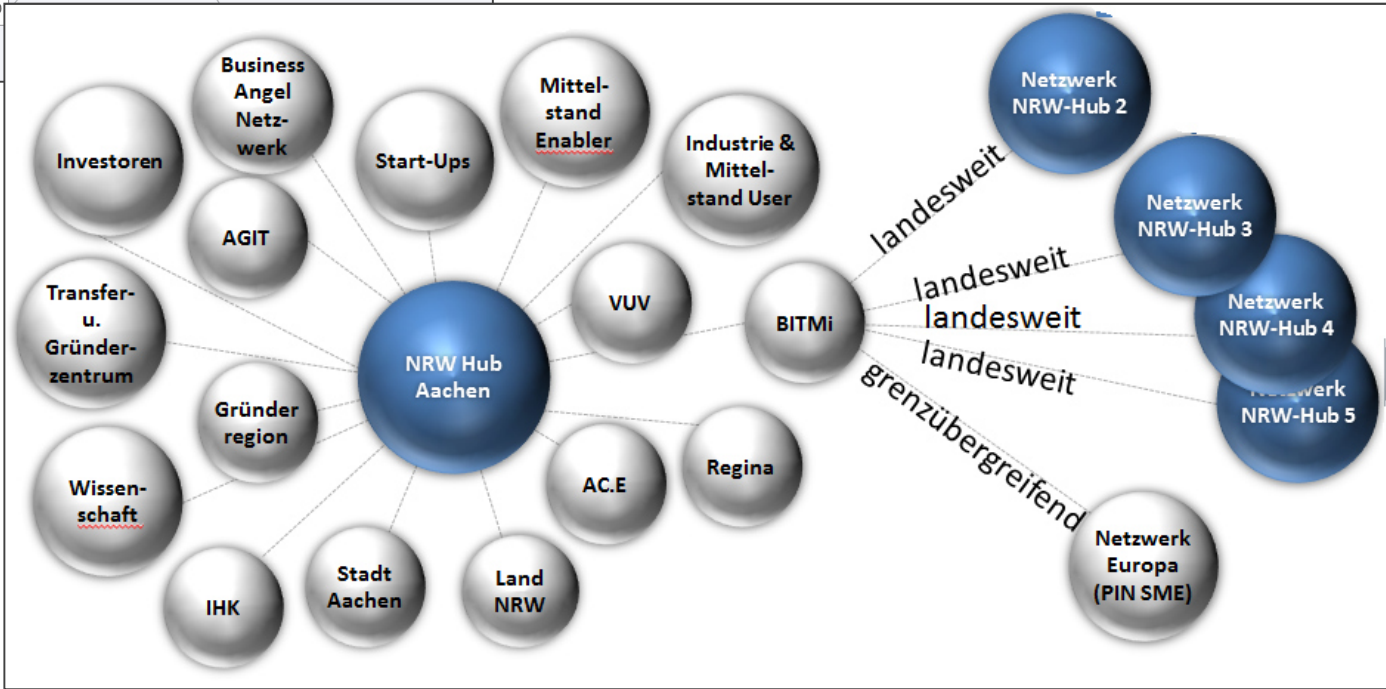 Business
Angel
Netz-
werk
Investoren
AGIT
Start-Ups
Mittel-
stand
Enabler
Industrie &
Mittel-
stand User
Transfer-
u.
Gründer-
zentrum
Gründer
region
Wissen-
schaft
IHK
Stadt
Aachen
Land
NRW
AC.E
Regina
VUV
NRW Hub
Aachen
BITMi
landesweit
landesweit
landesweit
landesweit
grenzübergreifend
Netzwerk
NRW-Hub 2
Netzwerk
NRW-Hub 3
Netzwerk
NRW-Hub 4
Netzwerk
NRW-Hub 5
Netzwerk
Europa
(PIN SME)